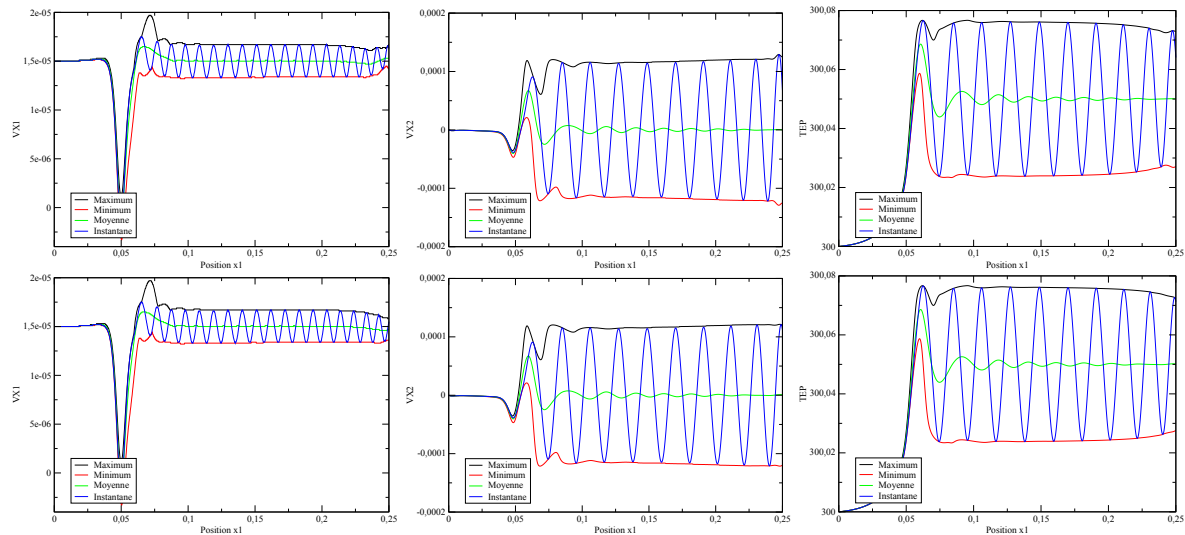 2e-05
1.5e-05
1e-05
5e-06
0
VX1
Maximum
Minimum
Moyenne
Instantane
0
0,05
0,1
0,15
0,2
0,25
Position x1
0,0002
0,0001
0
-0,0001
-0,0002
VX2
Maximum
Minimum
Moyenne
Instantane
0
0,05
0,1
0,15
0,2
0,25
Position x1
300,08
300,06
300,04
300,02
300
TEP
Maximum
Minimum
Moyenne
Instantane
0
0,05
0,1
0,15
0,2
0,25
Position x1
2e-05
1.5e-05
1e-05
5e-06
0
VX1
Maximum
Minimum
Moyenne
Instantane
0
0,05
0,1
0,15
0,2
0,25
Position x1
0,0002
0,0001
0
-0,0001
-0,0002
VX2
Maximum
Minimum
Moyenne
Instantane
0
0,05
0,1
0,15
0,2
0,25
Position x1
300,08
300,06
300,04
300,02
300
TEP
Maximum
Minimum
Moyenne
Instantane
0
0,05
0,1
0,15
0,2
0,25
Position x1